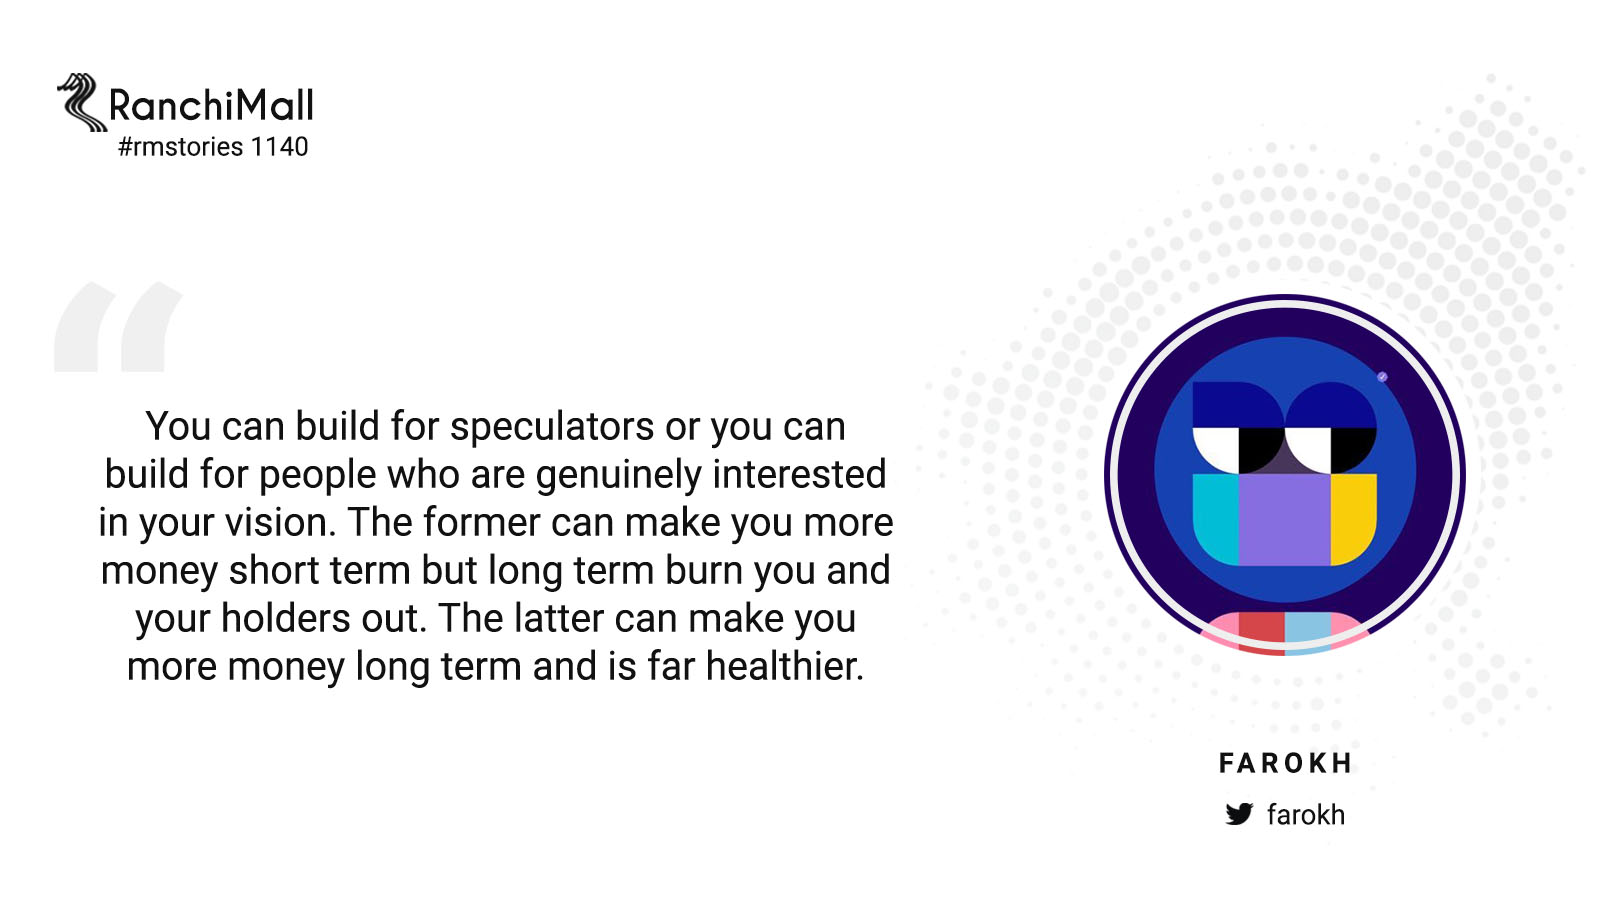 RanchiMall
#rmstories 1140
You can build for speculators or you can
build for people who are genuinely interested
in your vision. The former can make you more
money short term but long term burn you and
your holders out. The latter can make you
more money long term and is far healthier.
FAROKH
farokh